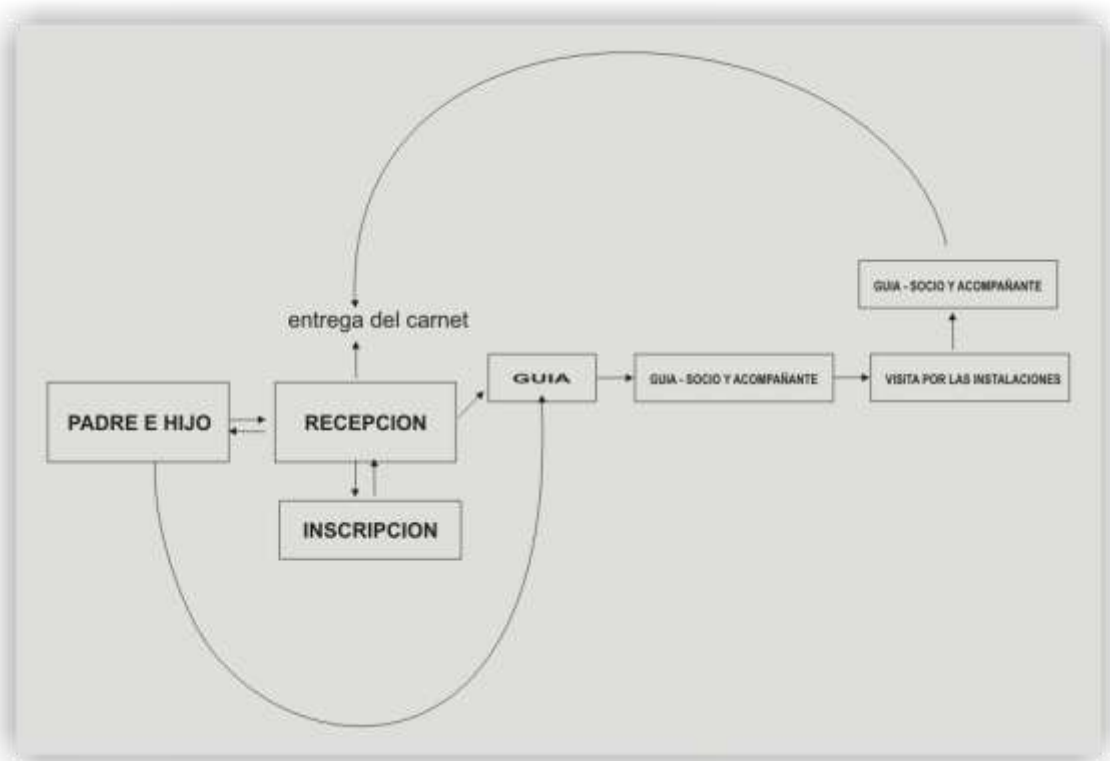 GUIA - SOCIO Y ACOMPAÑANTE
entrega del carnet
GUIA
GUIA - SOCIO Y ACOMPAÑANTE
VISITA POR LAS INSTALACIONES
PADRE E HIJO
RECEPCION
INSCRIPCION